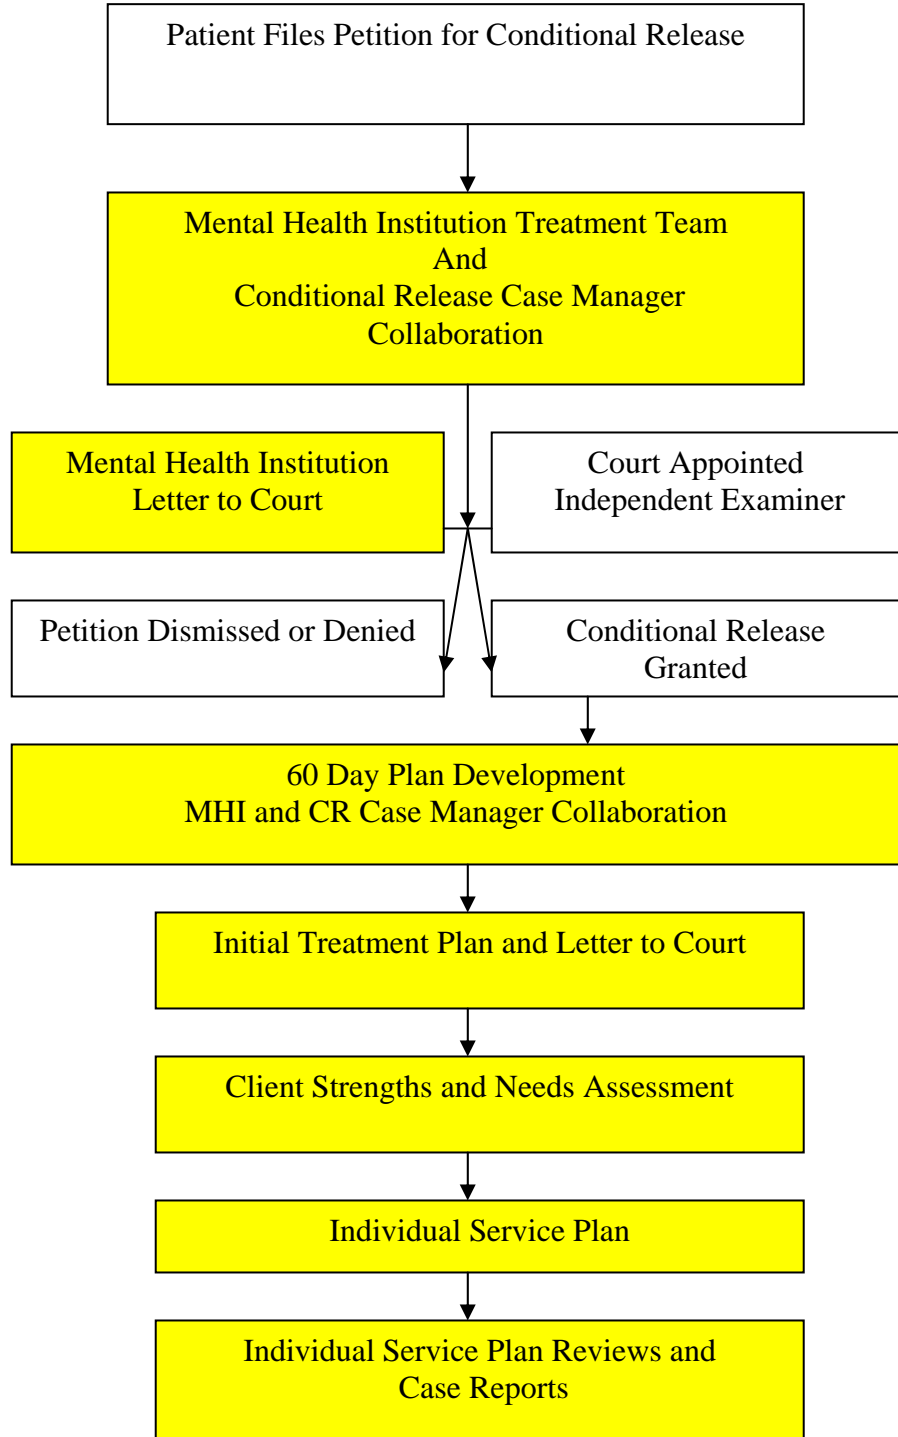 Patient Files Petition for Conditional Release
Mental Health Institution Treatment Team
And
Conditional Release Case Manager
Collaboration
Mental Health Institution
Letter to Court
Court Appointed
Independent Examiner
Petition Dismissed or Denied
Conditional Release
Granted
60 Day Plan Development
MHI and CR Case Manager Collaboration
Initial Treatment Plan and Letter to Court
Client Strengths and Needs Assessment
Individual Service Plan
Individual Service Plan Reviews and
Case Reports